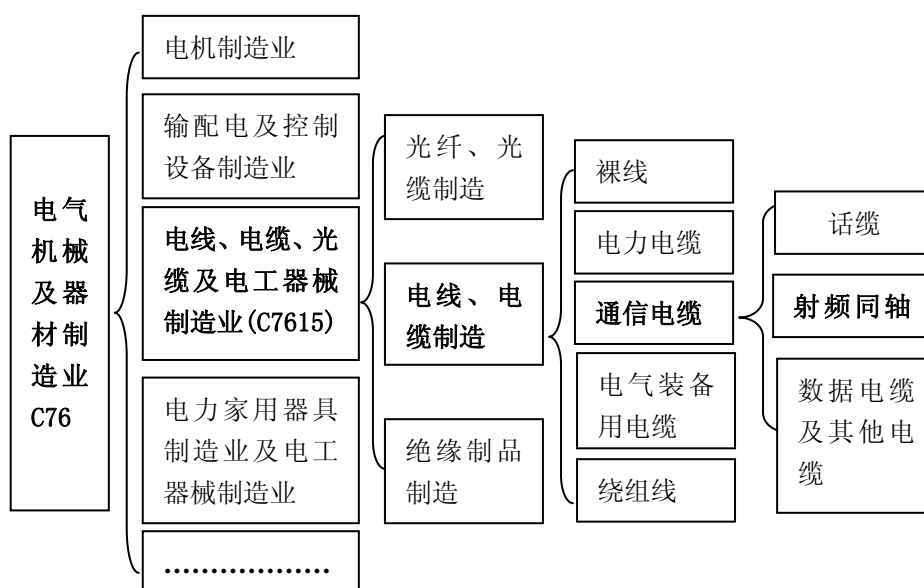 电气
机械
及器
材制
造业
C76
电机制造业
输配电及控制
设备制造业
电线、电缆、光
缆及电工器械
制造业(C7615)
电力家用器具
制造业及电工
器械制造业
………………
光纤、光
缆制造
电线、电
缆制造
绝缘制品
制造
裸线
电力电缆
通信电缆
电气装备
用电缆
绕组线
话缆
射频同轴
数据电缆
及其他电
缆